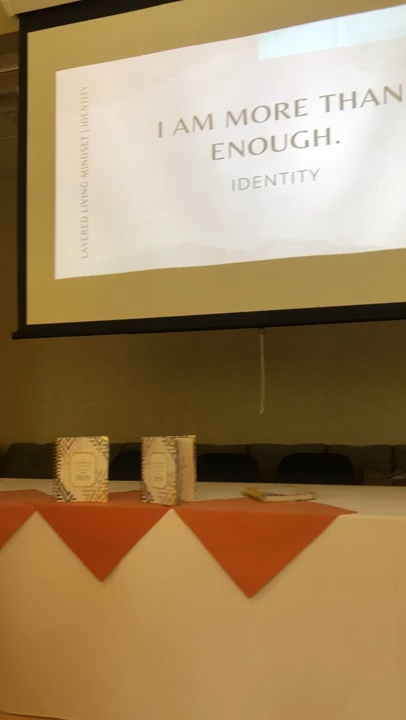 LAYERED LIVING MINDSET | IDENTITY
I AM MORE THAN
ENOUGH.
IDENTITY